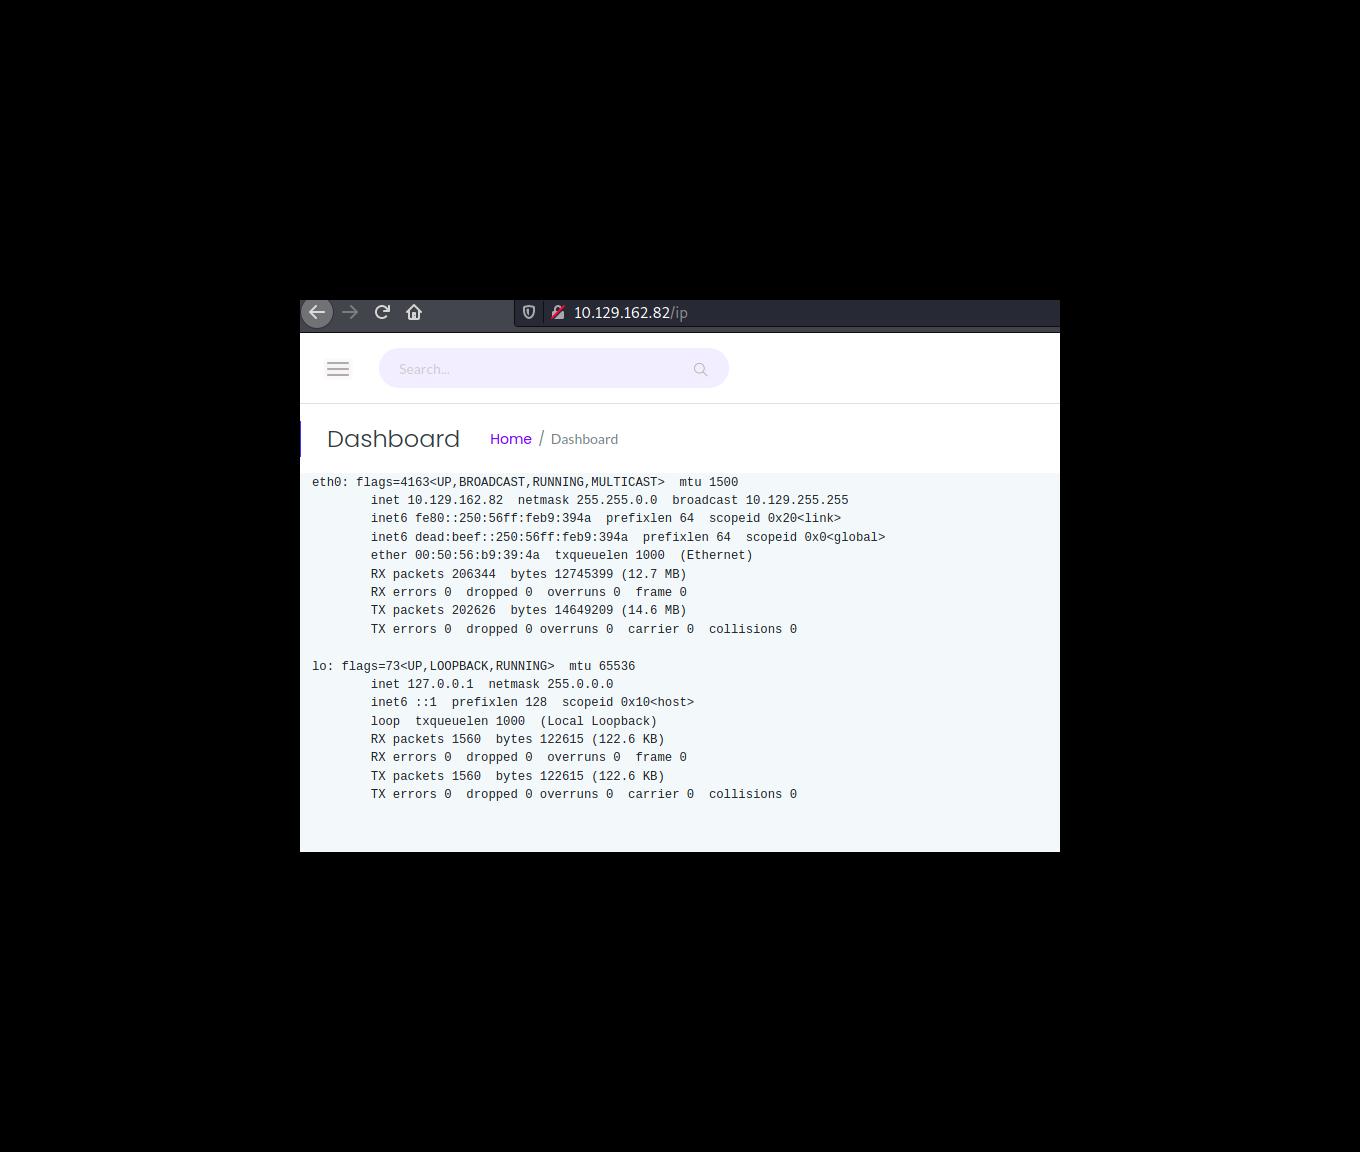 10.129.162.82/ip
Search...
Dashboard Home / Dashboard
eth0: flags=4163<UP,BROADCAST,RUNNING,MULTICAST>  mtu 1500
        inet 10.129.162.82  netmask 255.255.0.0  broadcast 10.129.255.255
        inet6 fe80::250:56ff:feb9:394a  prefixlen 64  scopeid 0x20<link>
        inet6 dead:beef::250:56ff:feb9:394a  prefixlen 64  scopeid 0x0<global>
        ether 00:50:56:b9:39:4a  txqueuelen 1000  (Ethernet)
        RX packets 206344  bytes 12745399 (12.7 MB)
        RX errors 0  dropped 0  overruns 0  frame 0
        TX packets 202626  bytes 14649209 (14.6 MB)
        TX errors 0  dropped 0 overruns 0  carrier 0  collisions 0

lo: flags=73<UP,LOOPBACK,RUNNING>  mtu 65536
        inet 127.0.0.1  netmask 255.0.0.0
        inet6 ::1  prefixlen 128  scopeid 0x10<host>
        loop  txqueuelen 1000  (Local Loopback)
        RX packets 1560  bytes 122615 (122.6 KB)
        RX errors 0  dropped 0  overruns 0  frame 0
        TX packets 1560  bytes 122615 (122.6 KB)
        TX errors 0  dropped 0 overruns 0  carrier 0  collisions 0